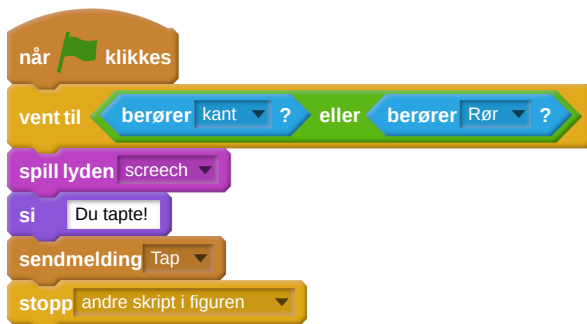 når klikkes
vent til berører kant ? eller berører Rør ?
spill lyden screech
si Du tapte!
sendmelding Tap
stopp andre skript i figuren